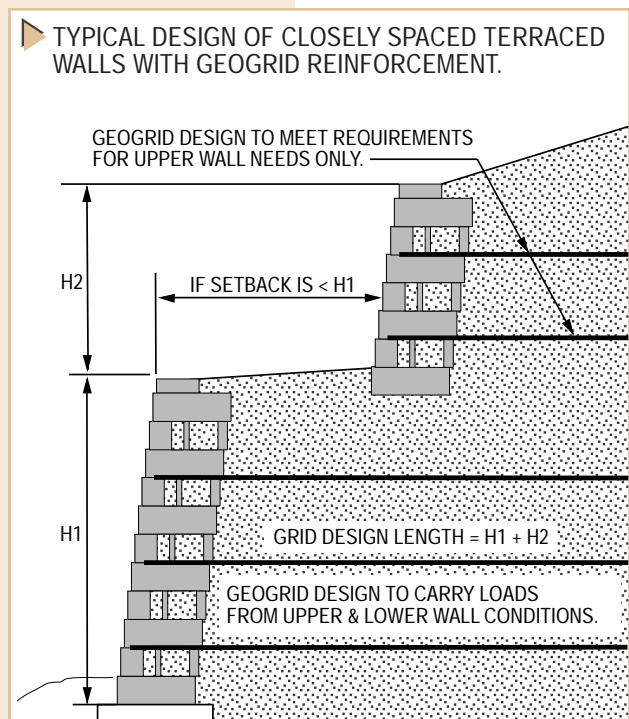 TYPICAL DESIGN OF CLOSELY SPACED TERRACED
WALLS WITH GEOGRID REINFORCEMENT.
GEOGRID DESIGN TO MEET REQUIREMENTS
FOR UPPER WALL NEEDS ONLY.
H2
IF SETBACK IS < H1
H1
GRID DESIGN LENGTH = H1 + H2
GEOGRID DESIGN TO CARRY LOADS
FROM UPPER & LOWER WALL CONDITIONS.